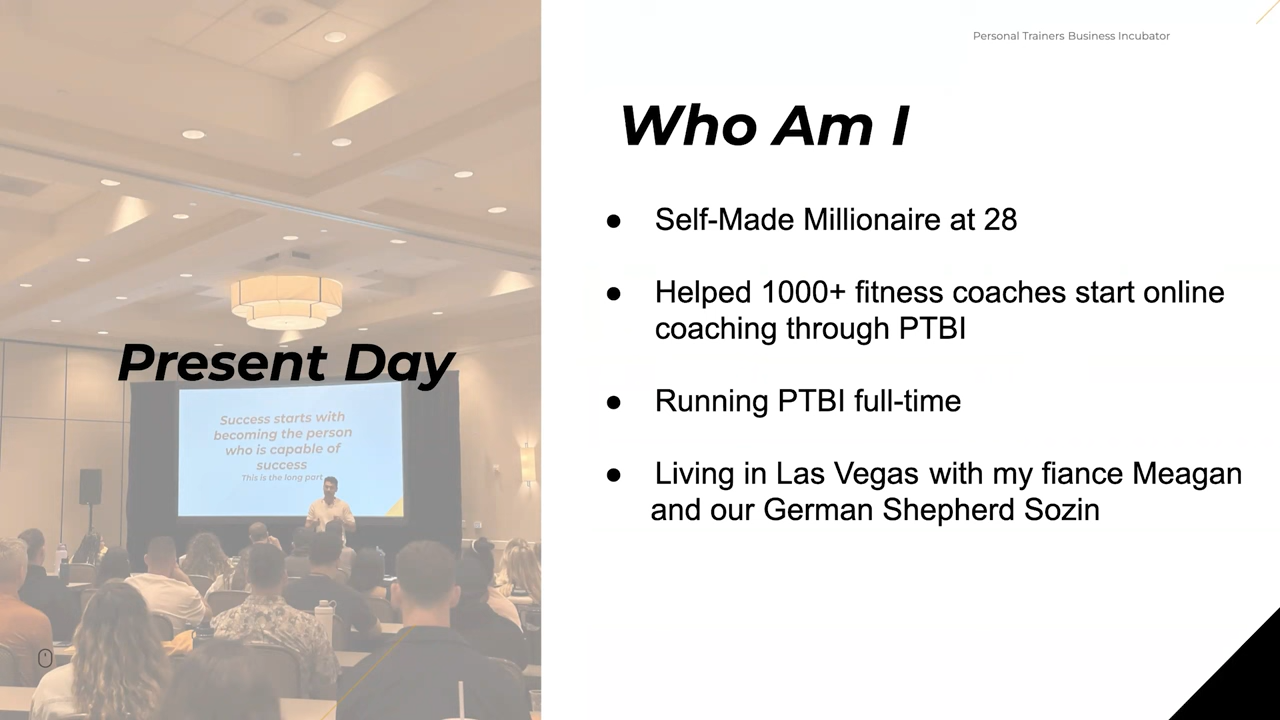 Personal Trainers Business Incubator
Who Am I
● Self-Made Millionaire at 28
● Helped 1000+ fitness coaches start online
coaching through PTBI
● Running PTBI full-time
● Living in Las Vegas with my fiance Meagan
and our German Shepherd Sozin
Present Day
Success starts with
becoming the person
who is capable of
success
This is the long part